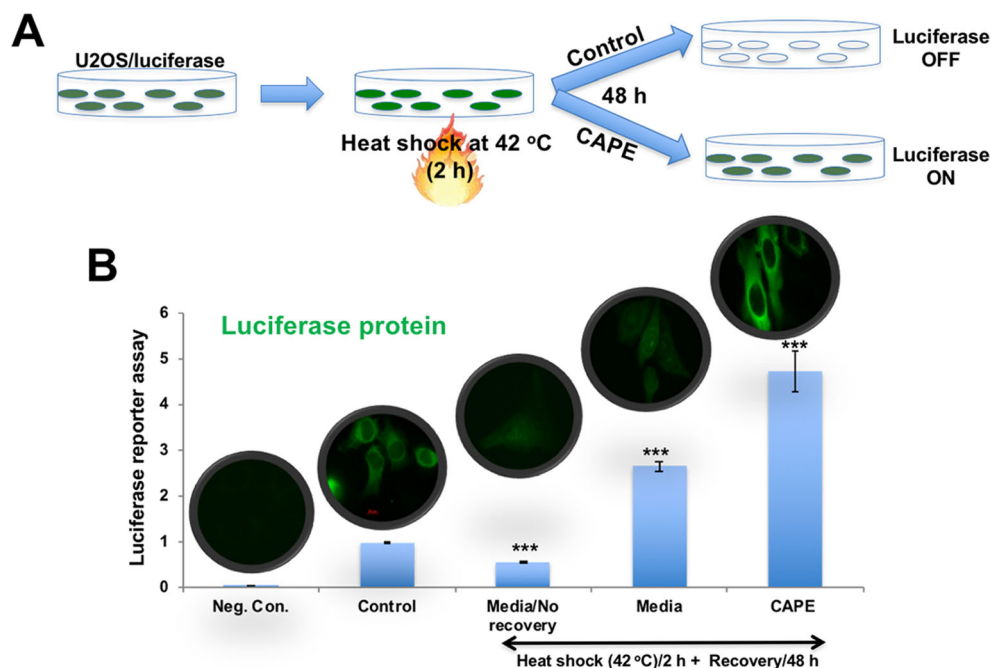 A
U2OS/luciferase
Heat shock at 42 °C
(2 h)
Control
48 h
CAPE
Luciferase
OFF
Luciferase
ON
B
Luciferase protein
Luciferase reporter assay
6
5
4
3
2
1
0
***
***
***
Neg. Con.
Control
Media/No
recovery
Media
CAPE
Heat shock (42 °C)/2 h + Recovery/48 h